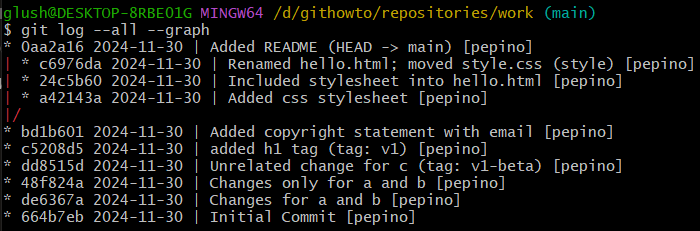 glush@DESKTOP-8RBE01G MINGW64 /d/githowto/repositories/work (main)
$ git log --all --graph
* 0aa2a16 2024-11-30 | Added README (HEAD -> main) [pepino]
| * c6976da 2024-11-30 | Renamed hello.html; moved style.css (style) [pepino]
| * 24c5b60 2024-11-30 | Included stylesheet into hello.html [pepino]
| * a42143a 2024-11-30 | Added css stylesheet [pepino]
|/
* bd1b601 2024-11-30 | Added copyright statement with email [pepino]
* c5208d5 2024-11-30 | added h1 tag (tag: v1) [pepino]
* dd8515d 2024-11-30 | Unrelated change for c (tag: v1-beta) [pepino]
* 48f824a 2024-11-30 | Changes only for a and b [pepino]
* de6367a 2024-11-30 | Changes for a and b [pepino]
* 664b7eb 2024-11-30 | Initial Commit [pepino]